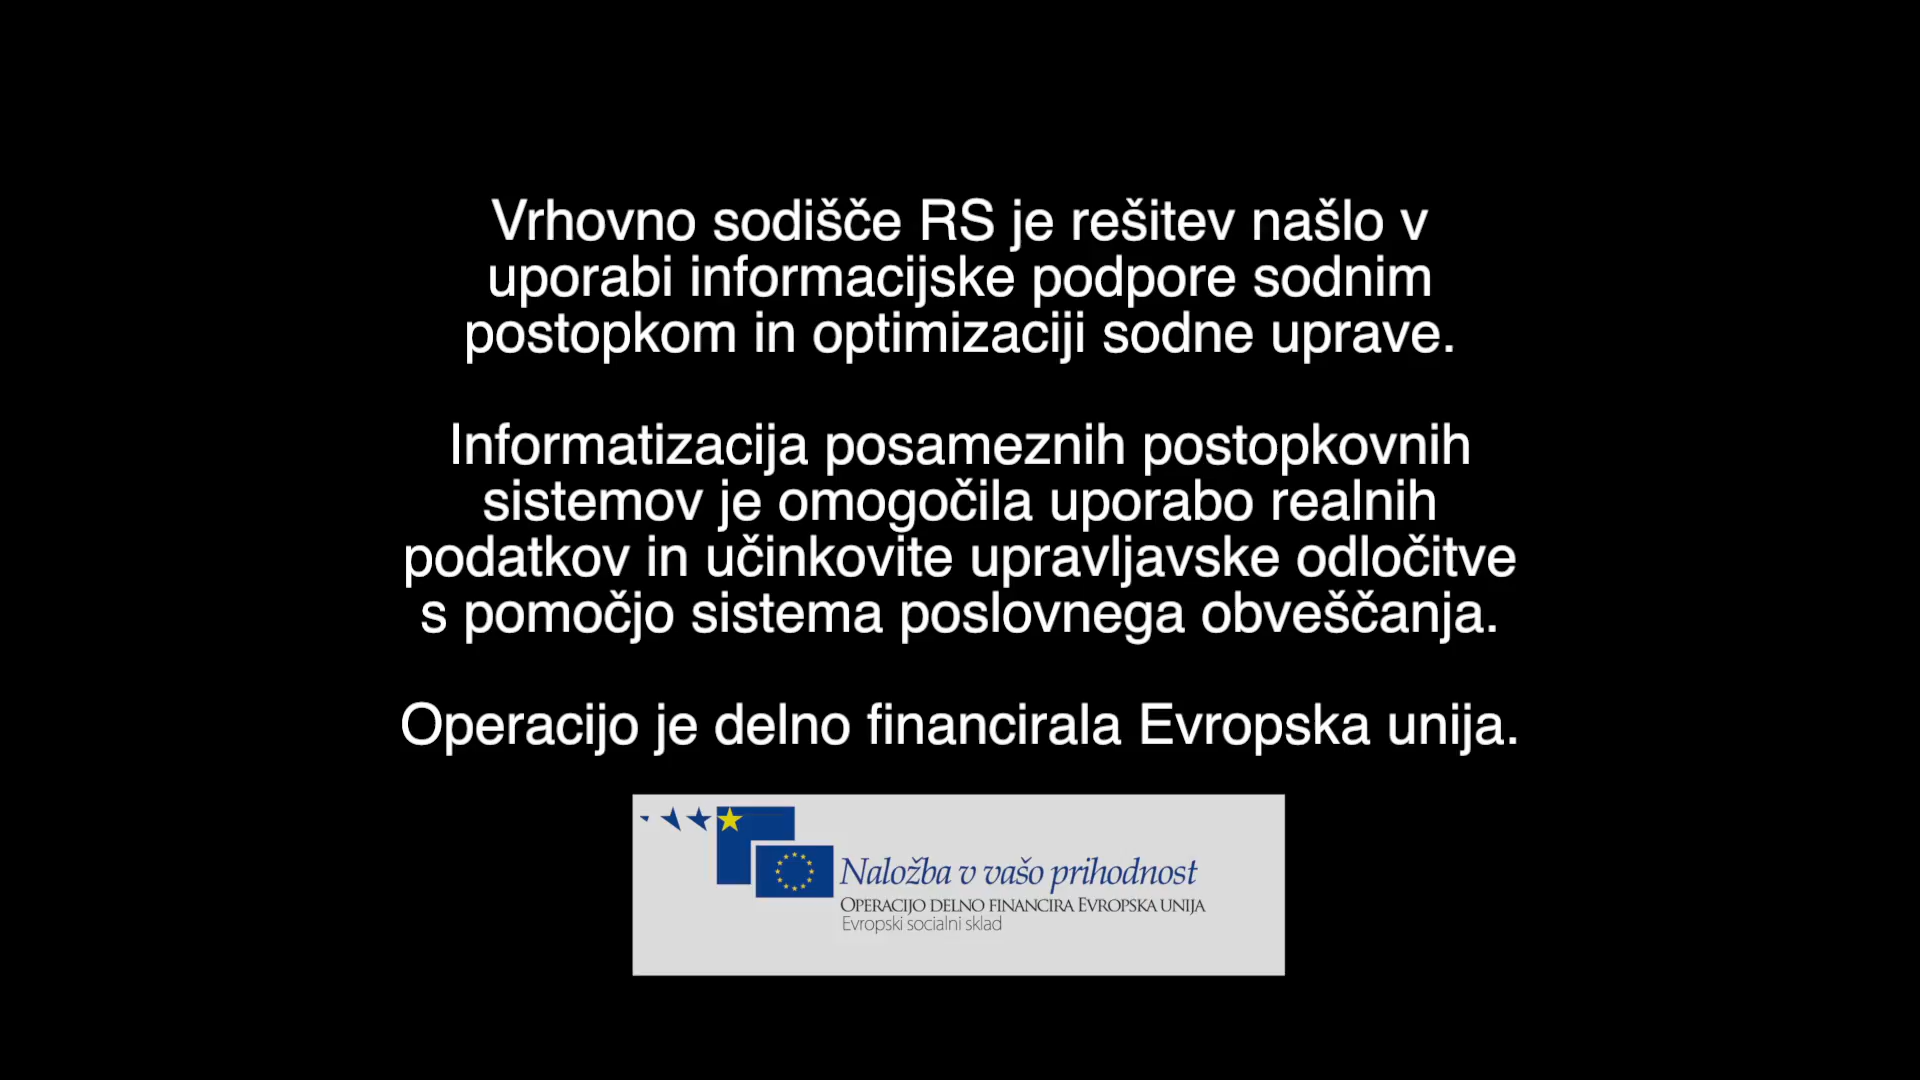 Vrhovno sodišče RS je rešitev našlo v
uporabi informacijske podpore sodnim
postopkom in optimizaciji sodne uprave.
Informatizacija posameznih postopkovnih
sistemov je omogočila uporabo realnih
podatkov in učinkovite upravljavske odločitve
s pomočjo sistema poslovnega obveščanja.
Operacijo je delno financirala Evropska unija.
Naložba v vašo prihodnost
OPERACIJO DELNO FINANCIRA EVROPSKA UNIJA
Evropski socialni sklad